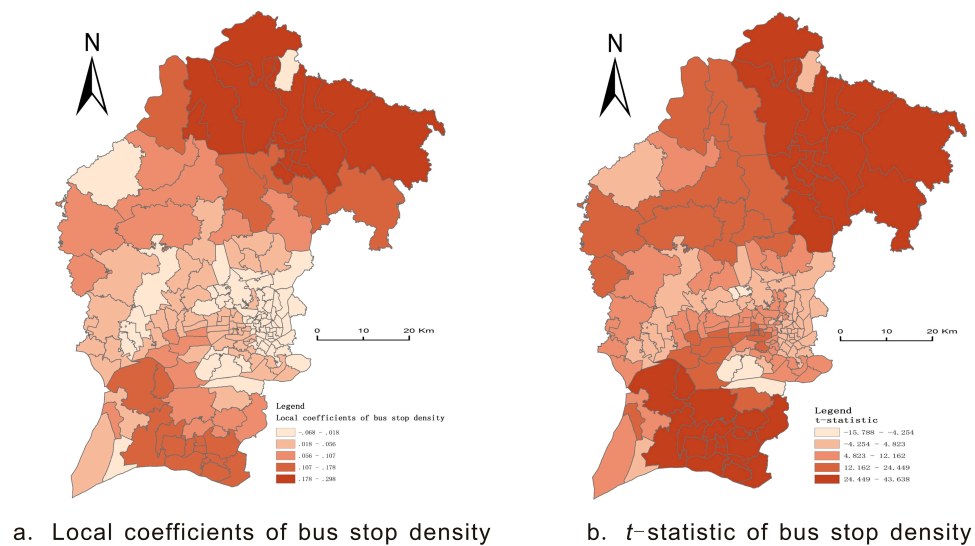 N
N
0 10 20 Km
0 10 20 Km
Legend
Local coefficients of bus stop density
-.068 - .018
.018 - .056
.056 - .107
.107 - .178
.178 - .298
Legend
t-statistic
-15.788 - -4.254
-4.254 - 4.823
4.823 - 12.162
12.162 - 24.449
24.449 - 43.638
a. Local coefficients of bus stop density
b. t-statistic of bus stop density